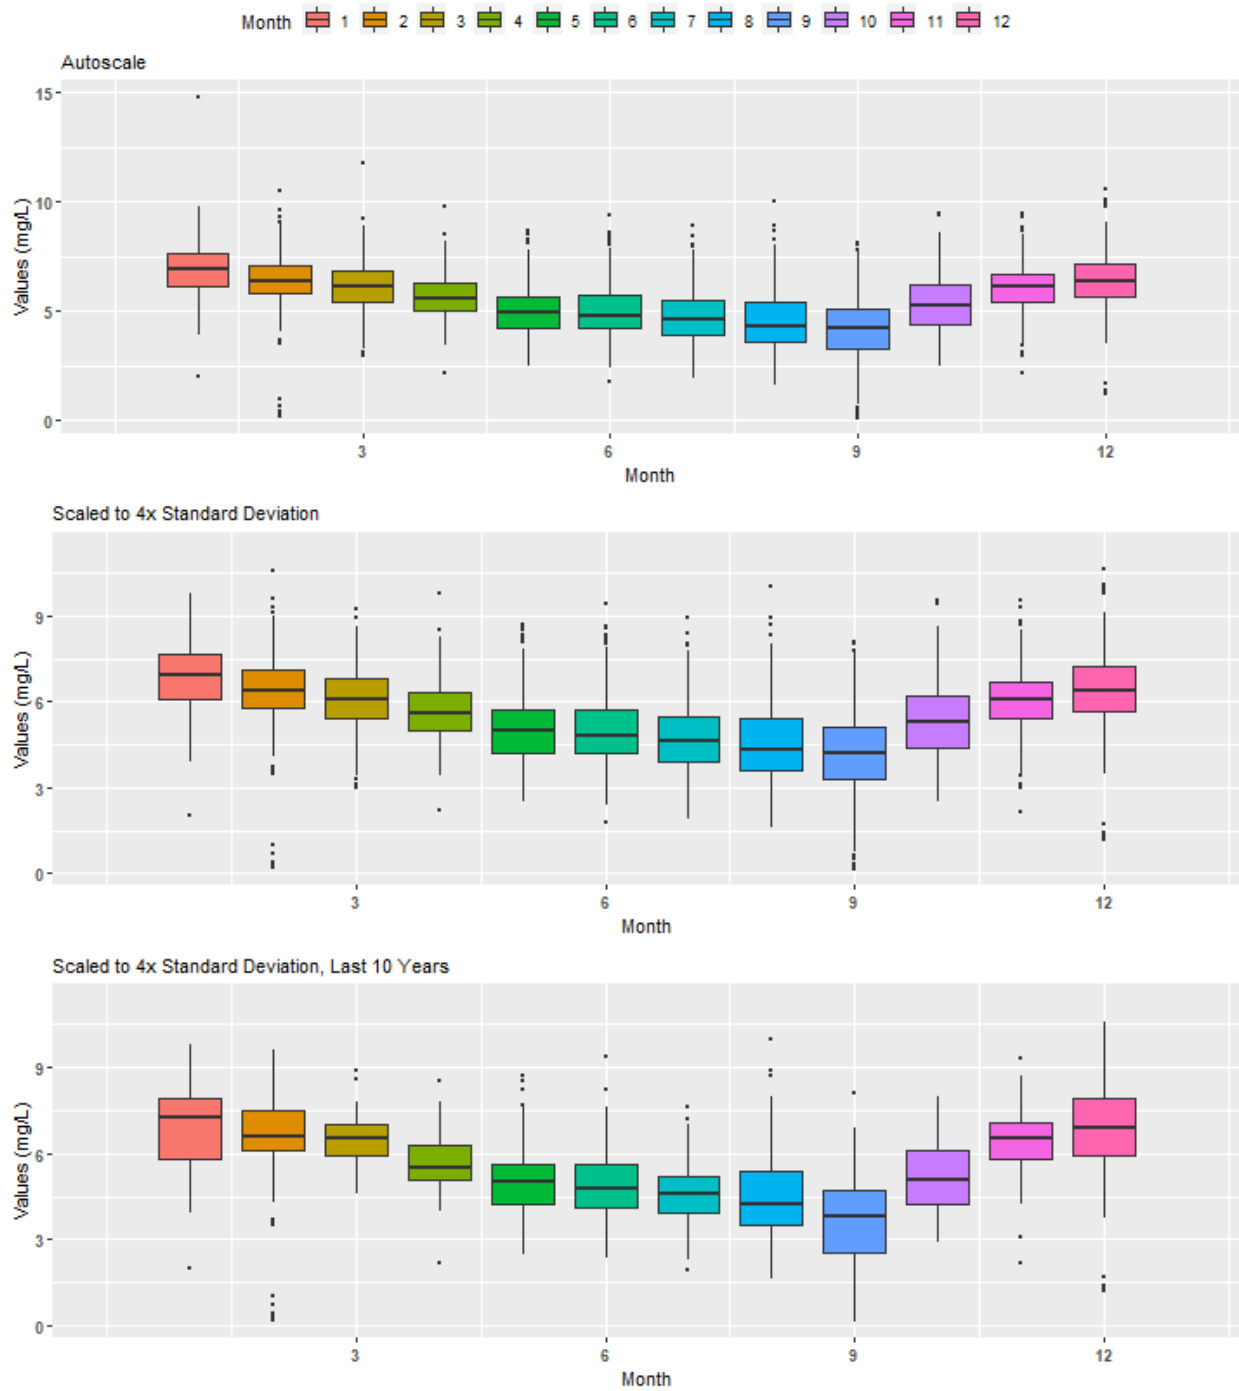 Month 1 2 3 4 5 6 7 8 9 10 11 12
Autoscale
15
10
5
0
Values (mg/L)
3 6 9 12
Month
Scaled to 4x Standard Deviation
9
6
3
0
Values (mg/L)
3 6 9 12
Month
Scaled to 4x Standard Deviation, Last 10 Years
9
6
3
0
Values (mg/L)
3 6 9 12
Month